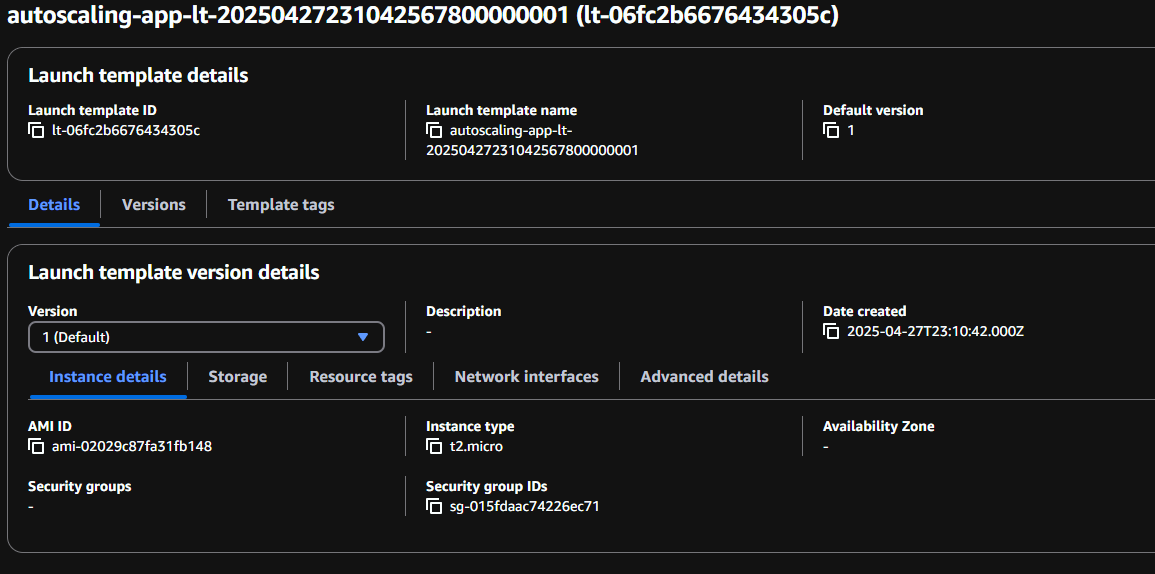 autoscaling-app-lt-20250427231042567800000001 (lt-06fc2b6676434305c)
Launch template details
Launch template ID
lt-06fc2b6676434305c
Launch template name
autoscaling-app-lt-
20250427231042567800000001
Default version
1
Details
Versions
Template tags
Launch template version details
Version
1 (Default)
Description
-
Date created
2025-04-27T23:10:42.000Z
Instance details
Storage
Resource tags
Network interfaces
Advanced details
AMI ID
ami-02029c87fa31fb148
Instance type
t2.micro
Availability Zone
-
Security groups
-
Security group IDs
sg-015fdaac74226ec71